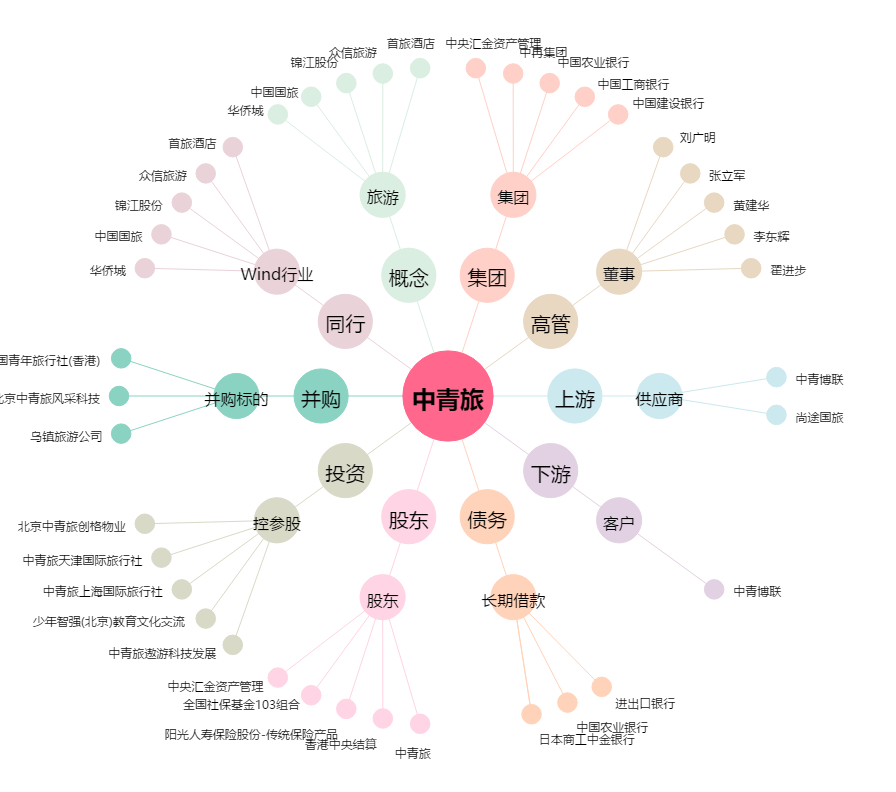 首旅酒店
中央汇金资产管理
众信旅游
中再集团
锦江股份
中国农业银行
中国国旅
中国工商银行
华侨城
中国建设银行
首旅酒店
刘广明
众信旅游
张立军
锦江股份
旅游
集团
黄建华
中国国旅
李东辉
华侨城
Wind行业
概念
集团
董事
翟进步
同行
高管
国青年旅行社(香港)
中青博联
北京中青旅风采科技
并购标的
并购
中青旅
上游
供应商
尚途国旅
乌镇旅游公司
投资
下游
北京中青旅创格物业
控参股
股东
债务
客户
中青旅天津国际旅行社
中青旅上海国际旅行社
中青博联
少年智强(北京)教育文化交流
股东
长期借款
中青旅遨游科技发展
中央汇金资产管理
全国社保基金103组合
进出口银行
阳光人寿保险股份-传统保险产品
中国农业银行
香港中央结算
日本商工中金银行
中青旅